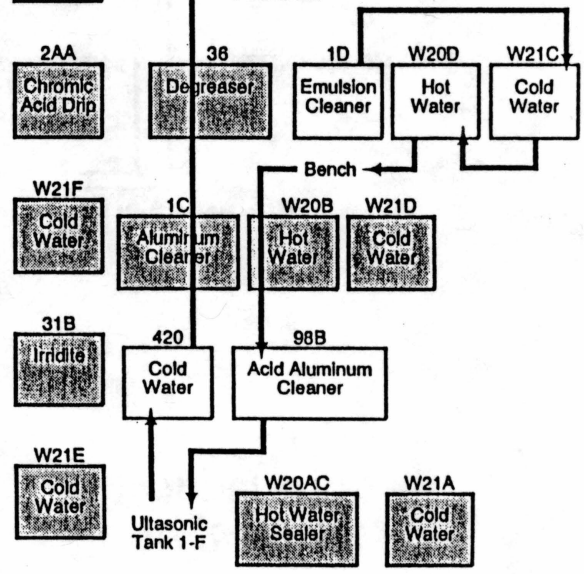 2AA
Chromic
Acid Drip
36
Degreaser
1D
Emulsion
Cleaner
W20D
Hot
Water
W21C
Cold
Water
Bench
W21F
Cold
Water
1C
Aluminum
Cleaner
W20B
Hot
Water
W21D
Cold
Water
31B
Irridite
420
Cold
Water
98B
Acid Aluminum
Cleaner
W21E
Cold
Water
Ultasonic
Tank 1-F
W20AC
Hot Water
Sealer
W21A
Cold
Water